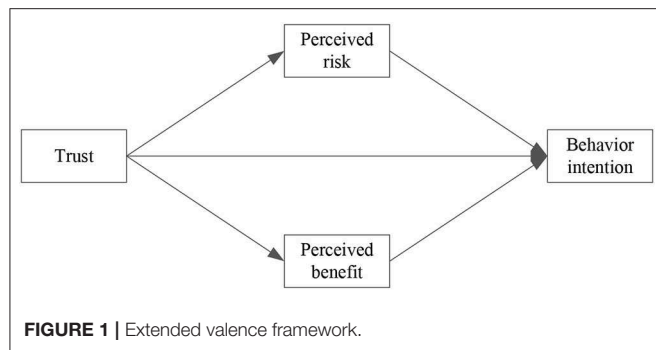 Perceived
risk
Trust
Behavior
intention
Perceived
benefit
FIGURE 1 | Extended valence framework.